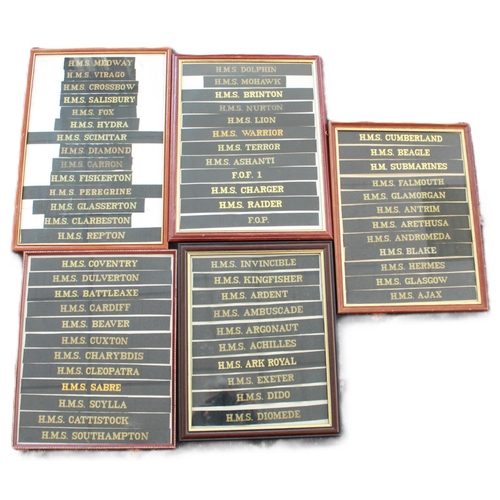 H.M.S. MEDWAY
H.M.S. VIRAGO
H.M.S. CROSSBOW
H.M.S. SALISBURY
H.M.S. FOX
H.M.S. HYDRA
H.M.S. SCIMITAR
H.M.S. DIAMOND
H.M.S. CARRON
H.M.S. FISKERTON
H.M.S. PEREGRINE
H.M.S. GLASSERTON
H.M.S. CLARBESTON
H.M.S. REPTON
H.M.S. DOLPHIN
H.M.S. MOHAWK
H.M.S. BRINTON
H.M.S. NURTON
H.M.S. LION
H.M.S. WARRIOR
H.M.S. TERROR
H.M.S. ASHANTI
F.O.F. 1
H.M.S. CHARGER
H.M.S. RAIDER
F.O.P.
H.M.S. CUMBERLAND
H.M.S. BEAGLE
H.M. SUBMARINES
H.M.S. FALMOUTH
H.M.S. GLAMORGAN
H.M.S. ANTRIM
H.M.S. ARETHUSA
H.M.S. ANDROMEDA
H.M.S. BLAKE
H.M.S. HERMES
H.M.S. GLASGOW
H.M.S. AJAX
H.M.S. COVENTRY
H.M.S. DULVERTON
H.M.S. BATTLEAXE
H.M.S. CARDIFF
H.M.S. BEAVER
H.M.S. CUXTON
H.M.S. CHARYBDIS
H.M.S. CLEOPATRA
H.M.S. SABRE
H.M.S. SCYLLA
H.M.S. CATTISTOCK
H.M.S. SOUTHAMPTON
H.M.S. INVINCIBLE
H.M.S. KINGFISHER
H.M.S. ARDENT
H.M.S. AMBUSCADE
H.M.S. ARGONAUT
H.M.S. ACHILLES
H.M.S. ARK ROYAL
H.M.S. EXETER
H.M.S. DIDO
H.M.S. DIOMEDE